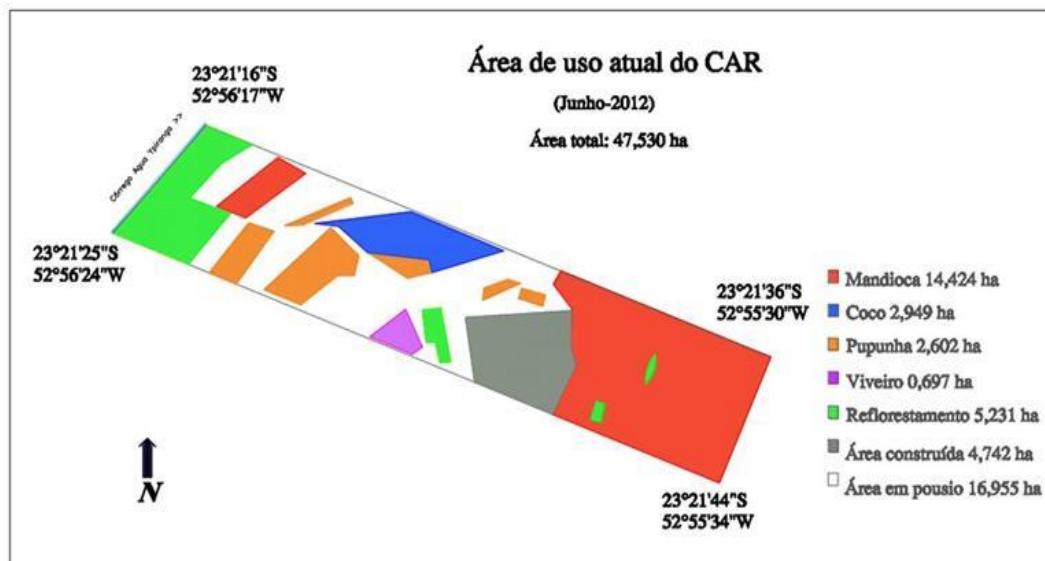 Área de uso atual do CAR
(Junho-2012)
Área total: 47,530 ha
23°21'16"S
52°56'17"W
Córrego Agua Ypiranga >>
23°21'25"S
52°56'24"W
23°21'36"S
52°55'30"W
Mandioca 14,424 ha
Coco 2,949 ha
Pupunha 2,602 ha
Viveiro 0,697 ha
Reflorestamento 5,231 ha
Área construída 4,742 ha
Área em pousio 16,955 ha
N
23°21'44"S
52°55'34"W